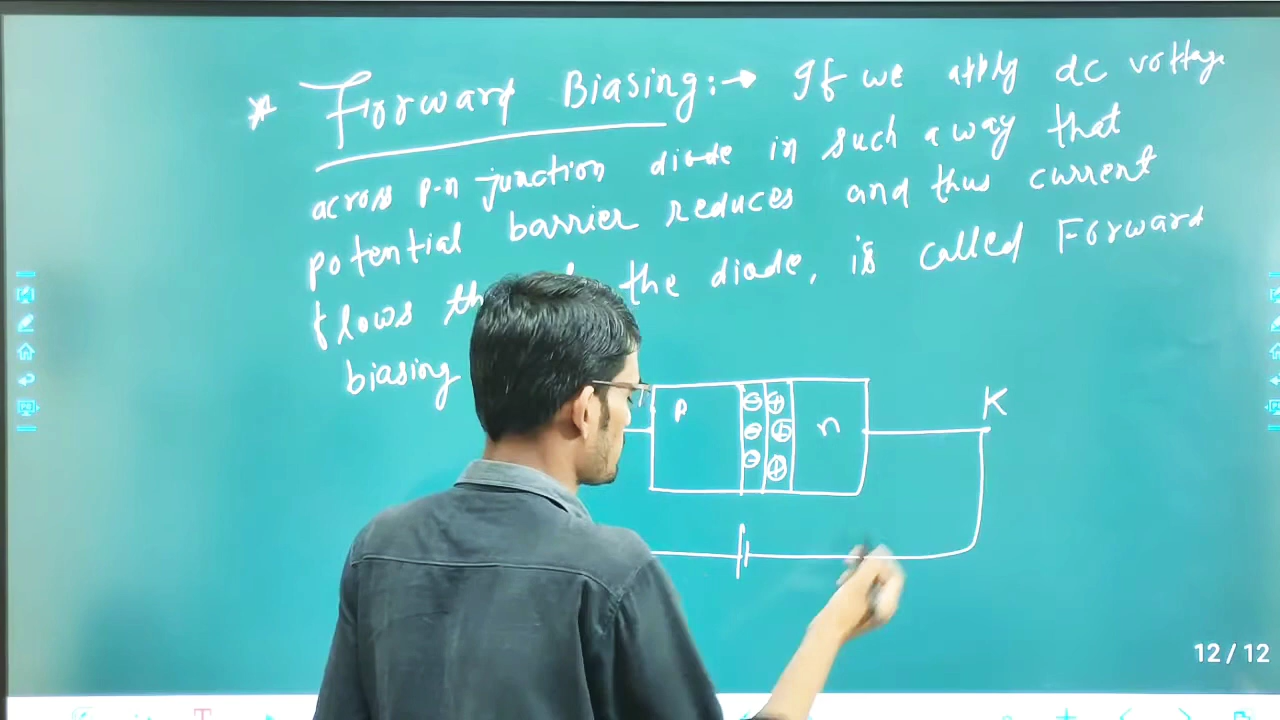 * Forward Biasing :→ If we apply dc voltage
across p-n junction diode in such a way that
potential barrier reduces and thus current
flows the diode, is called Forward
biasing
p ⊖ ⊕ n K
⊖ ⊕
⊖ ⊕
12 / 12